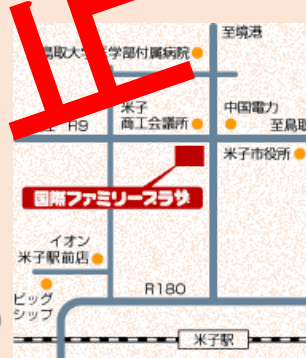 至境港
鳥取大学医学部付属病院
米子
商工会議所
中国電力
R9
至鳥取
米子市役所
国際ファミリープラザ
イオン
米子駅前店
R180
ビッグ
シップ
米子駅